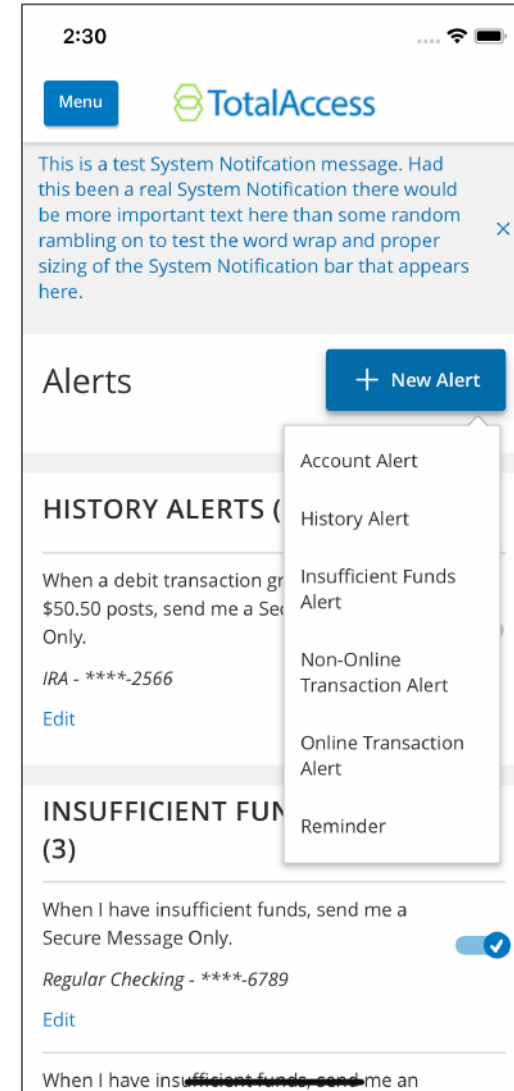 2:30
Menu
TotalAccess
This is a test System Notifcation message. Had
this been a real System Notification there would
be more important text here than some random
rambling on to test the word wrap and proper
sizing of the System Notification bar that appears
here.
Alerts
New Alert
Account Alert
History Alert
Insufficient Funds
Alert
Non-Online
Transaction Alert
Online Transaction
Alert
Reminder
HISTORY ALERTS (
When a debit transaction gr
$50.50 posts, send me a Sec
Only.
IRA - ****-2566
Edit
INSUFFICIENT FUN
(3)
When I have insufficient funds, send me a
Secure Message Only.
Regular Checking - ****-6789
Edit
When I have insufficient funds, send me an